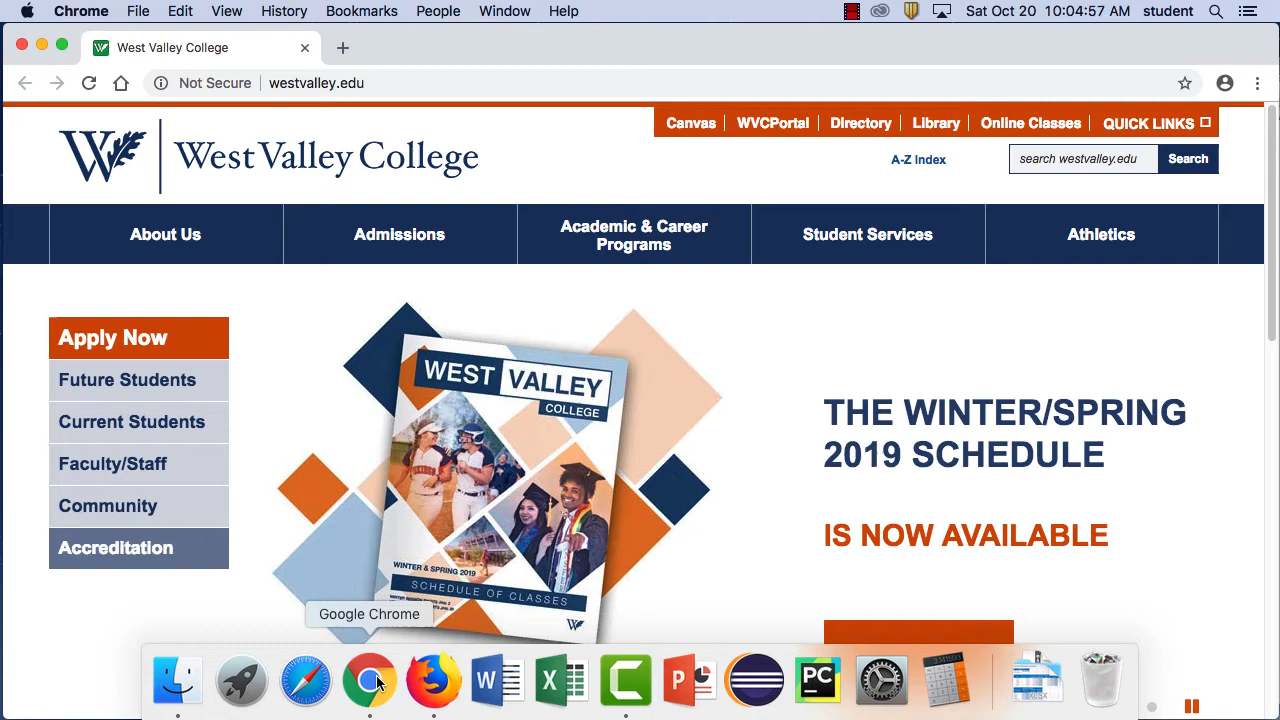 Chrome File Edit View History Bookmarks People Window Help Sat Oct 20 10:04:57 AM student
West Valley College
Not Secure westvalley.edu
Canvas WVCPortal Directory Library Online Classes QUICK LINKS
West Valley College
A-Z Index search westvalley.edu Search
About Us Admissions Academic & Career Programs Student Services Athletics
Apply Now
Future Students
Current Students
Faculty/Staff
Community
Accreditation
WEST VALLEY
COLLEGE
WINTER & SPRING 2019
SCHEDULE OF CLASSES
THE WINTER/SPRING
2019 SCHEDULE
IS NOW AVAILABLE
Google Chrome
W X P PC
XLSX